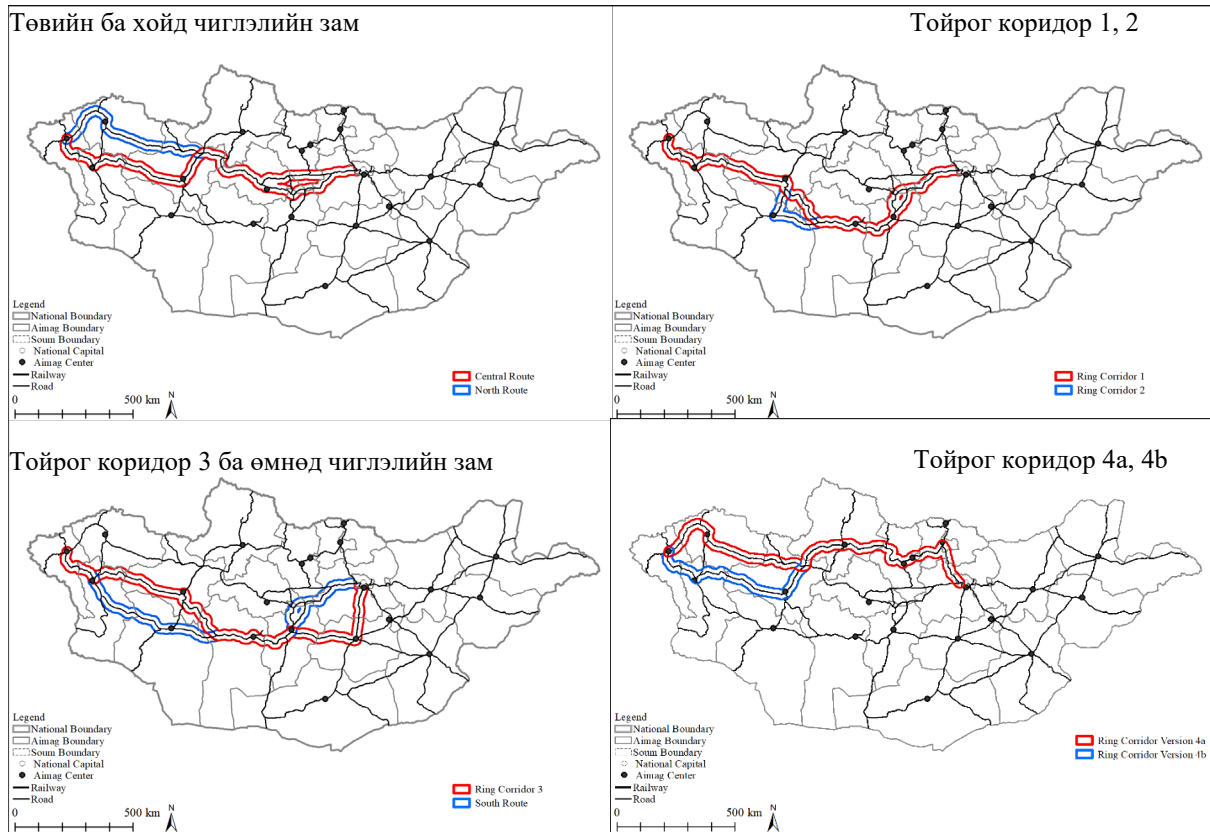 Төвийн ба хойд чиглэлийн зам
Legend
National Boundary
Aimag Boundary
Soum Boundary
National Capital
Aimag Center
Railway
Road
0 500 km
N
Central Route
North Route
Тойрог коридор 1, 2
Legend
National Boundary
Aimag Boundary
Soum Boundary
National Capital
Aimag Center
Railway
Road
0 500 km
N
Ring Corridor 1
Ring Corridor 2
Тойрог коридор 3 ба өмнөд чиглэлийн зам
Legend
National Boundary
Aimag Boundary
Soum Boundary
National Capital
Aimag Center
Railway
Road
0 500 km
N
Ring Corridor 3
South Route
Тойрог коридор 4a, 4b
Legend
National Boundary
Aimag Boundary
Soum Boundary
National Capital
Aimag Center
Railway
Road
0 500 km
N
Ring Corridor Version 4a
Ring Corridor Version 4b